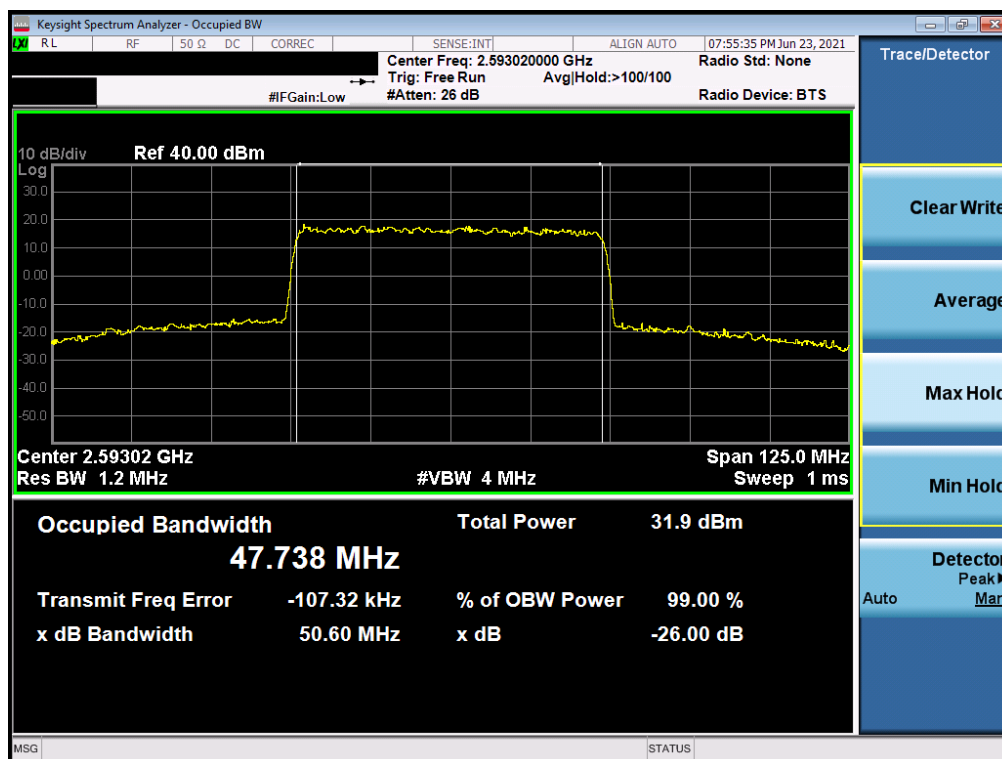 Keysight Spectrum Analyzer - Occupied BW
LXI RL RF 50 Ω DC CORREC SENSE:INT ALIGN AUTO 07:55:35 PM Jun 23, 2021
Center Freq: 2.593020000 GHz Radio Std: None
Trig: Free Run Avg|Hold:>100/100
#IFGain:Low #Atten: 26 dB Radio Device: BTS
Trace/Detector
10 dB/div Ref 40.00 dBm
Log
30.0
20.0
10.0
0.00
-10.0
-20.0
-30.0
-40.0
-50.0
Center 2.59302 GHz Span 125.0 MHz
Res BW 1.2 MHz #VBW 4 MHz Sweep 1 ms
Occupied Bandwidth Total Power 31.9 dBm
47.738 MHz
Transmit Freq Error -107.32 kHz % of OBW Power 99.00 %
x dB Bandwidth 50.60 MHz x dB -26.00 dB
Clear Write
Average
Max Hold
Min Hold
Detector
Peak
Auto Man
MSG STATUS